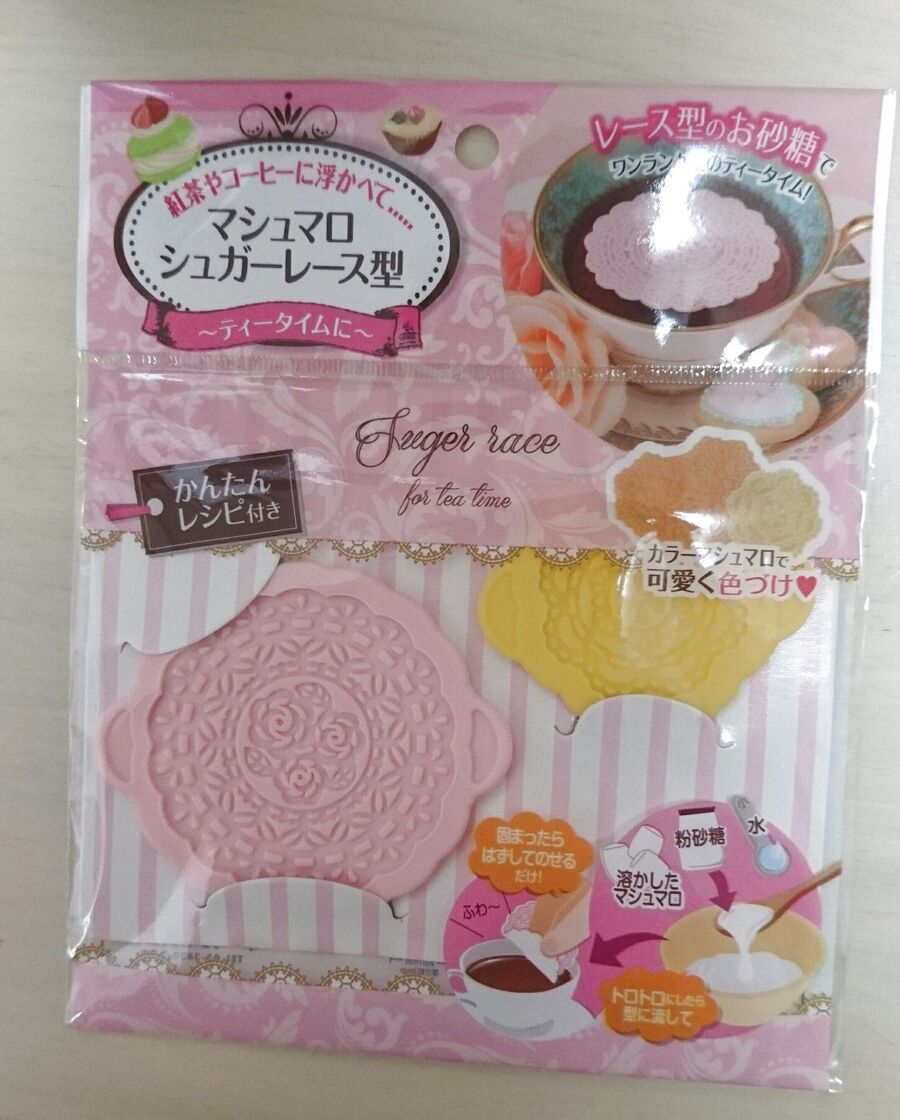 紅茶やコーヒーに浮かべて.....
マシュマロ
シュガーレース型
～ティータイムに～
レース型のお砂糖で
のティータイム!
Suger race
for tea time
かんたん
レシピ付き
カラーマシュマロで
可愛く色づけ♥
固まったら
はずしてのせる
だけ!
ふわ～
溶かした
マシュマロ
粉砂糖
小
水
トロトロにしたら
型に流して